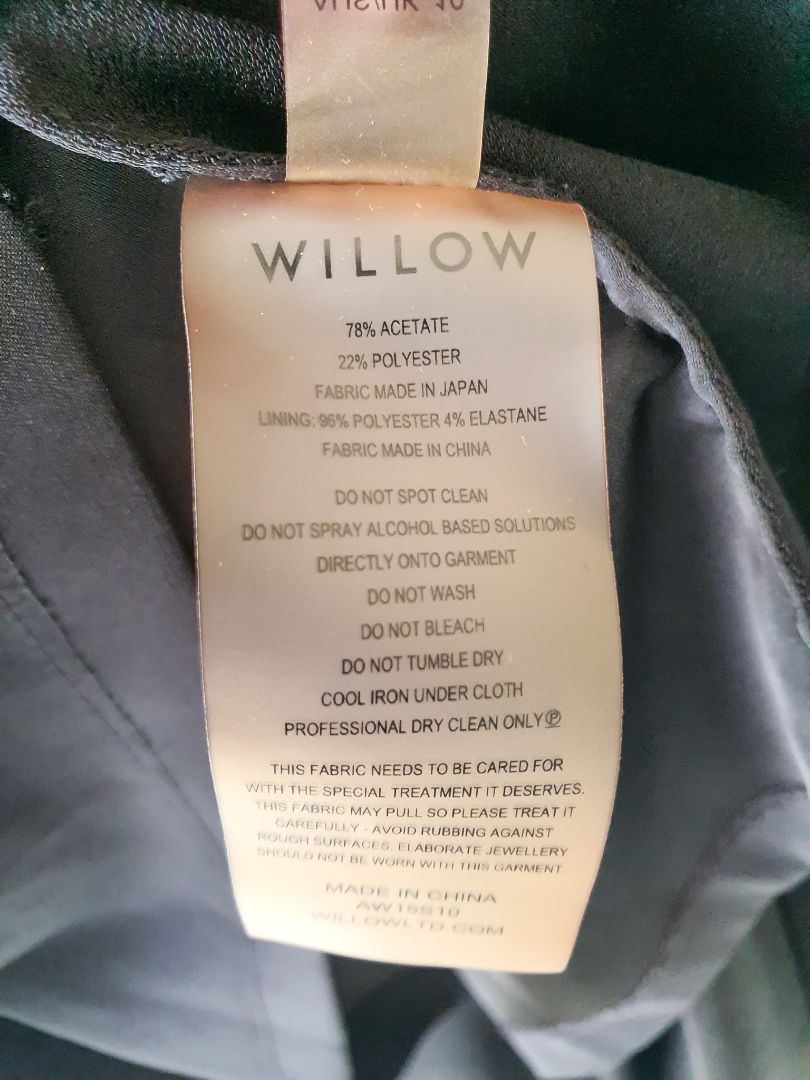 WILLOW
78% ACETATE
22% POLYESTER
FABRIC MADE IN JAPAN
LINING: 96% POLYESTER 4% ELASTANE
FABRIC MADE IN CHINA
DO NOT SPOT CLEAN
DO NOT SPRAY ALCOHOL BASED SOLUTIONS
DIRECTLY ONTO GARMENT
DO NOT WASH
DO NOT BLEACH
DO NOT TUMBLE DRY
COOL IRON UNDER CLOTH
PROFESSIONAL DRY CLEAN ONLY Ⓟ
THIS FABRIC NEEDS TO BE CARED FOR
WITH THE SPECIAL TREATMENT IT DESERVES.
THIS FABRIC MAY PULL SO PLEASE TREAT IT
CAREFULLY - AVOID RUBBING AGAINST
ROUGH SURFACES. ELABORATE JEWELLERY
SHOULD NOT BE WORN WITH THIS GARMENT
MADE IN CHINA
AW15S10
WILLOWLTD.COM